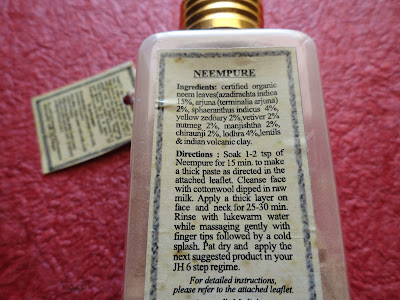 NEEMPURE
Ingredients: certified organic
neem leaves(azadirachta indica
15%, arjuna (terminalia arjuna)
2%, sphaeranthus indicus 4%,
yellow zedoary 2%,vetiver 2%
nutmeg 2%, manjishtha 2%,
chiraunji 2%, lodhra 4%,lentils
& indian volcanic clay.
Directions : Soak 1-2 tsp of
Neempure for 15 min. to make
a thick paste as directed in the
attached leaflet. Cleanse face
with cottonwool dipped in raw
milk. Apply a thick layer on
face and neck for 25-30 min.
Rinse with lukewarm water
while massaging gently with
finger tips followed by a cold
splash. Pat dry and apply the
next suggested product in your
JH 6 step regime.
For detailed instructions,
please refer to the attached leaflet.